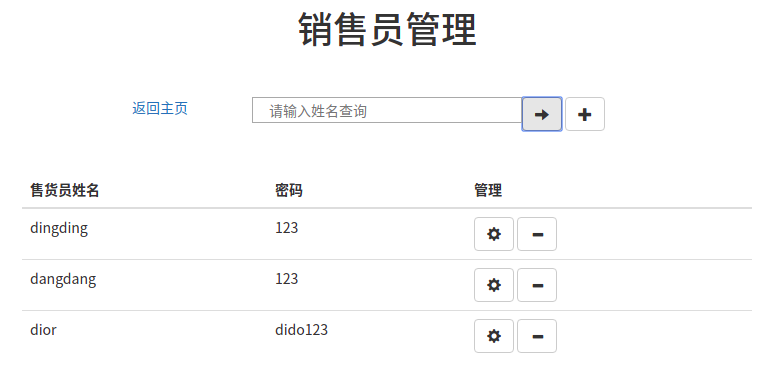 销售员管理
返回主页 请输入姓名查询
售货员姓名 密码 管理
dingding 123
dangdang 123
dior dido123